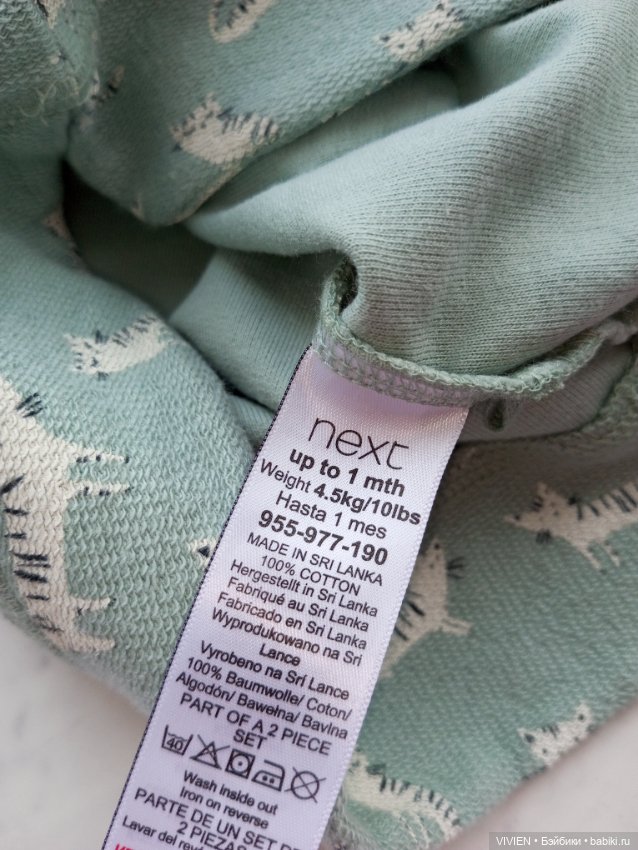 next
up to 1 mth
Weight 4.5kg/10lbs
Hasta 1 mes
955-977-190
MADE IN SRI LANKA
100% COTTON
Hergestellt in Sri Lanka
Fabriqué au Sri Lanka
Fabricado en Sri Lanka
Wyprodukowano na Sri
Lance
Vyrobeno na Srí Lance
100% Baumwolle/ Coton/
Algodón/ Bawełna/ Bavlna
PART OF A 2 PIECE
SET
40
Wash inside out
Iron on reverse
PARTE DE UN SET DE
2 PIEZAS
Lavar del
VIVIEN • Бэйбики • babiki.ru